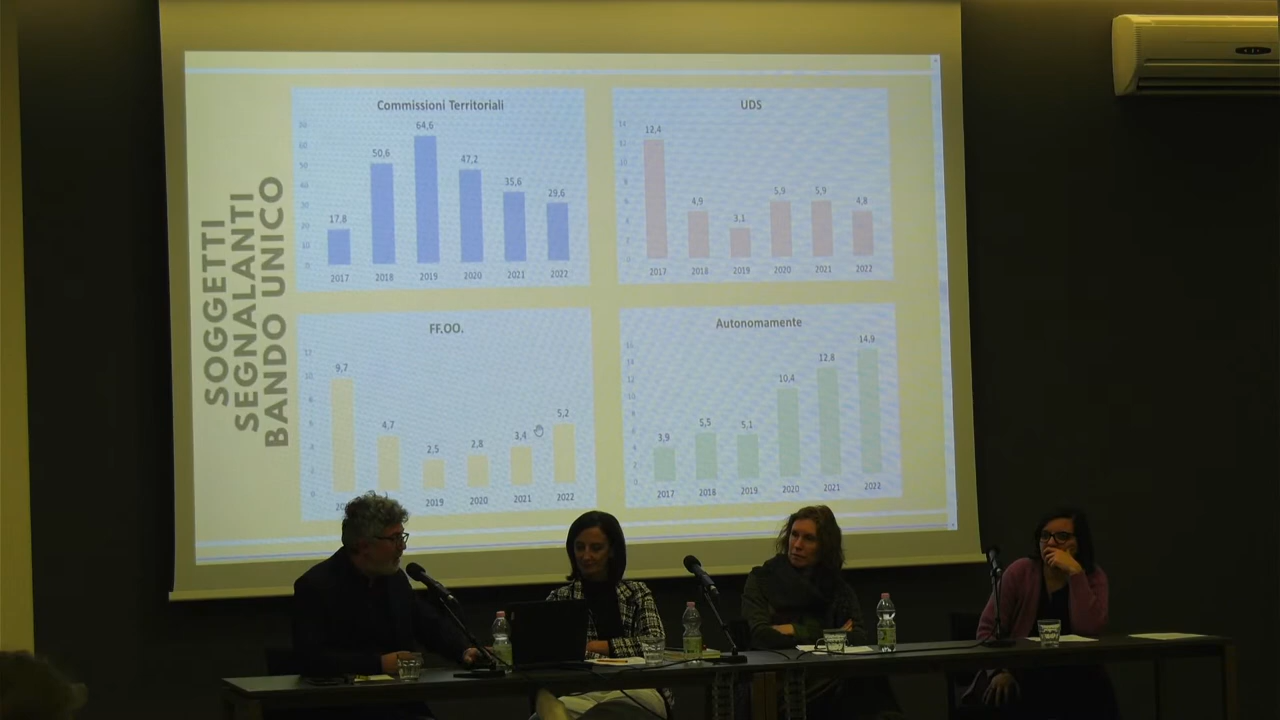 SOGGETTI
SEGNALANTI
BANDO UNICO
Commissioni Territoriali
17,8
50,6
64,6
47,2
35,6
29,6
2017 2018 2019 2020 2021 2022
UDS
12,4
4,9
3,1
5,9
5,9
4,8
2017 2018 2019 2020 2021 2022
FF.OO.
9,7
4,7
2,5
2,8
3,4
5,2
2019 2020 2021 2022
Autonomamente
3,9
5,5
5,1
10,4
12,8
14,9
2017 2018 2019 2020 2021 2022